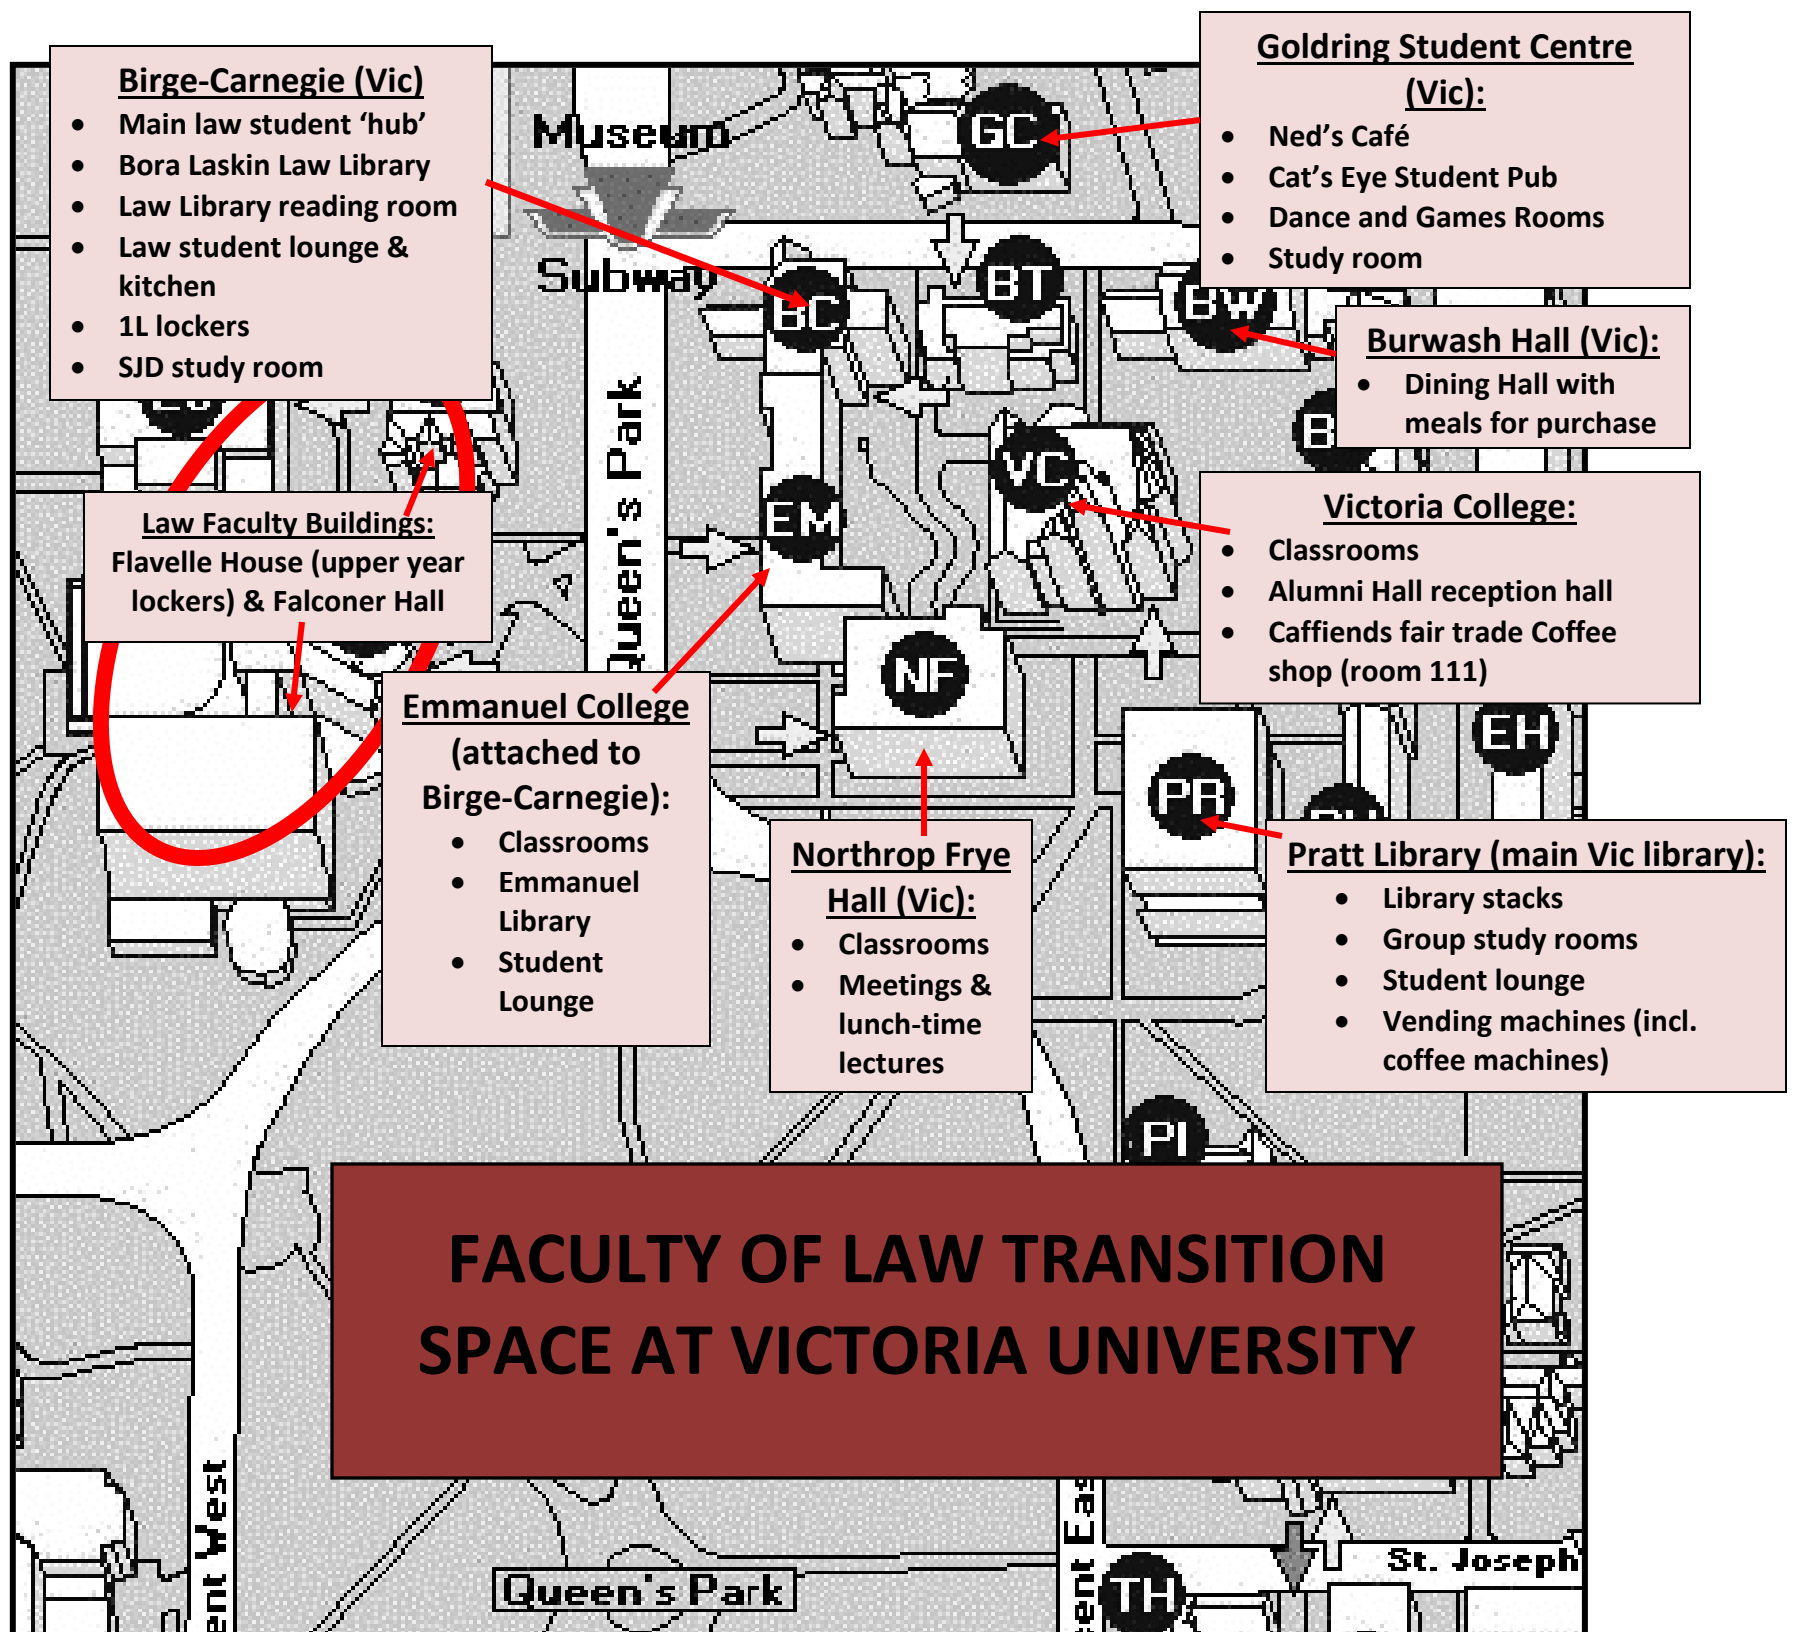 Birge-Carnegie (Vic)
• Main law student ‘hub’
• Bora Laskin Law Library
• Law Library reading room
• Law student lounge &
kitchen
• 1L lockers
• SJD study room
Goldring Student Centre
(Vic):
• Ned’s Café
• Cat’s Eye Student Pub
• Dance and Games Rooms
• Study room
Museum
Subway
GC
BC
BT
BW
Burwash Hall (Vic):
• Dining Hall with
meals for purchase
Queen's Park
VC
EM
Law Faculty Buildings:
Flavelle House (upper year
lockers) & Falconer Hall
Victoria College:
• Classrooms
• Alumni Hall reception hall
• Caffiends fair trade Coffee
shop (room 111)
NF
EH
PR
Emmanuel College
(attached to
Birge-Carnegie):
• Classrooms
• Emmanuel
Library
• Student
Lounge
Northrop Frye
Hall (Vic):
• Classrooms
• Meetings &
lunch-time
lectures
Pratt Library (main Vic library):
• Library stacks
• Group study rooms
• Student lounge
• Vending machines (incl.
coffee machines)
PI
FACULTY OF LAW TRANSITION
SPACE AT VICTORIA UNIVERSITY
ent West
cent Eas
St. Joseph
Queen's Park
TH